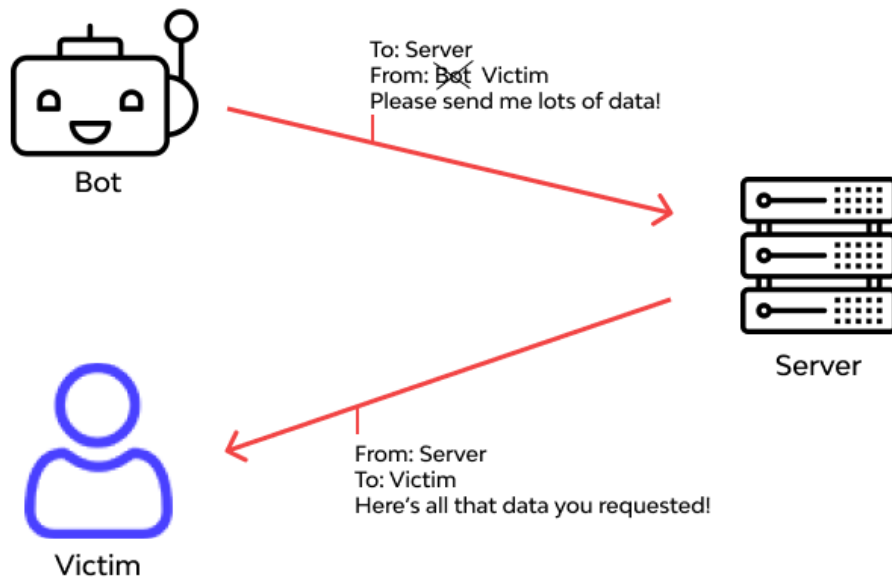 To: Server
From: Bot Victim
Please send me lots of data!
Bot
Server
From: Server
To: Victim
Here's all that data you requested!
Victim